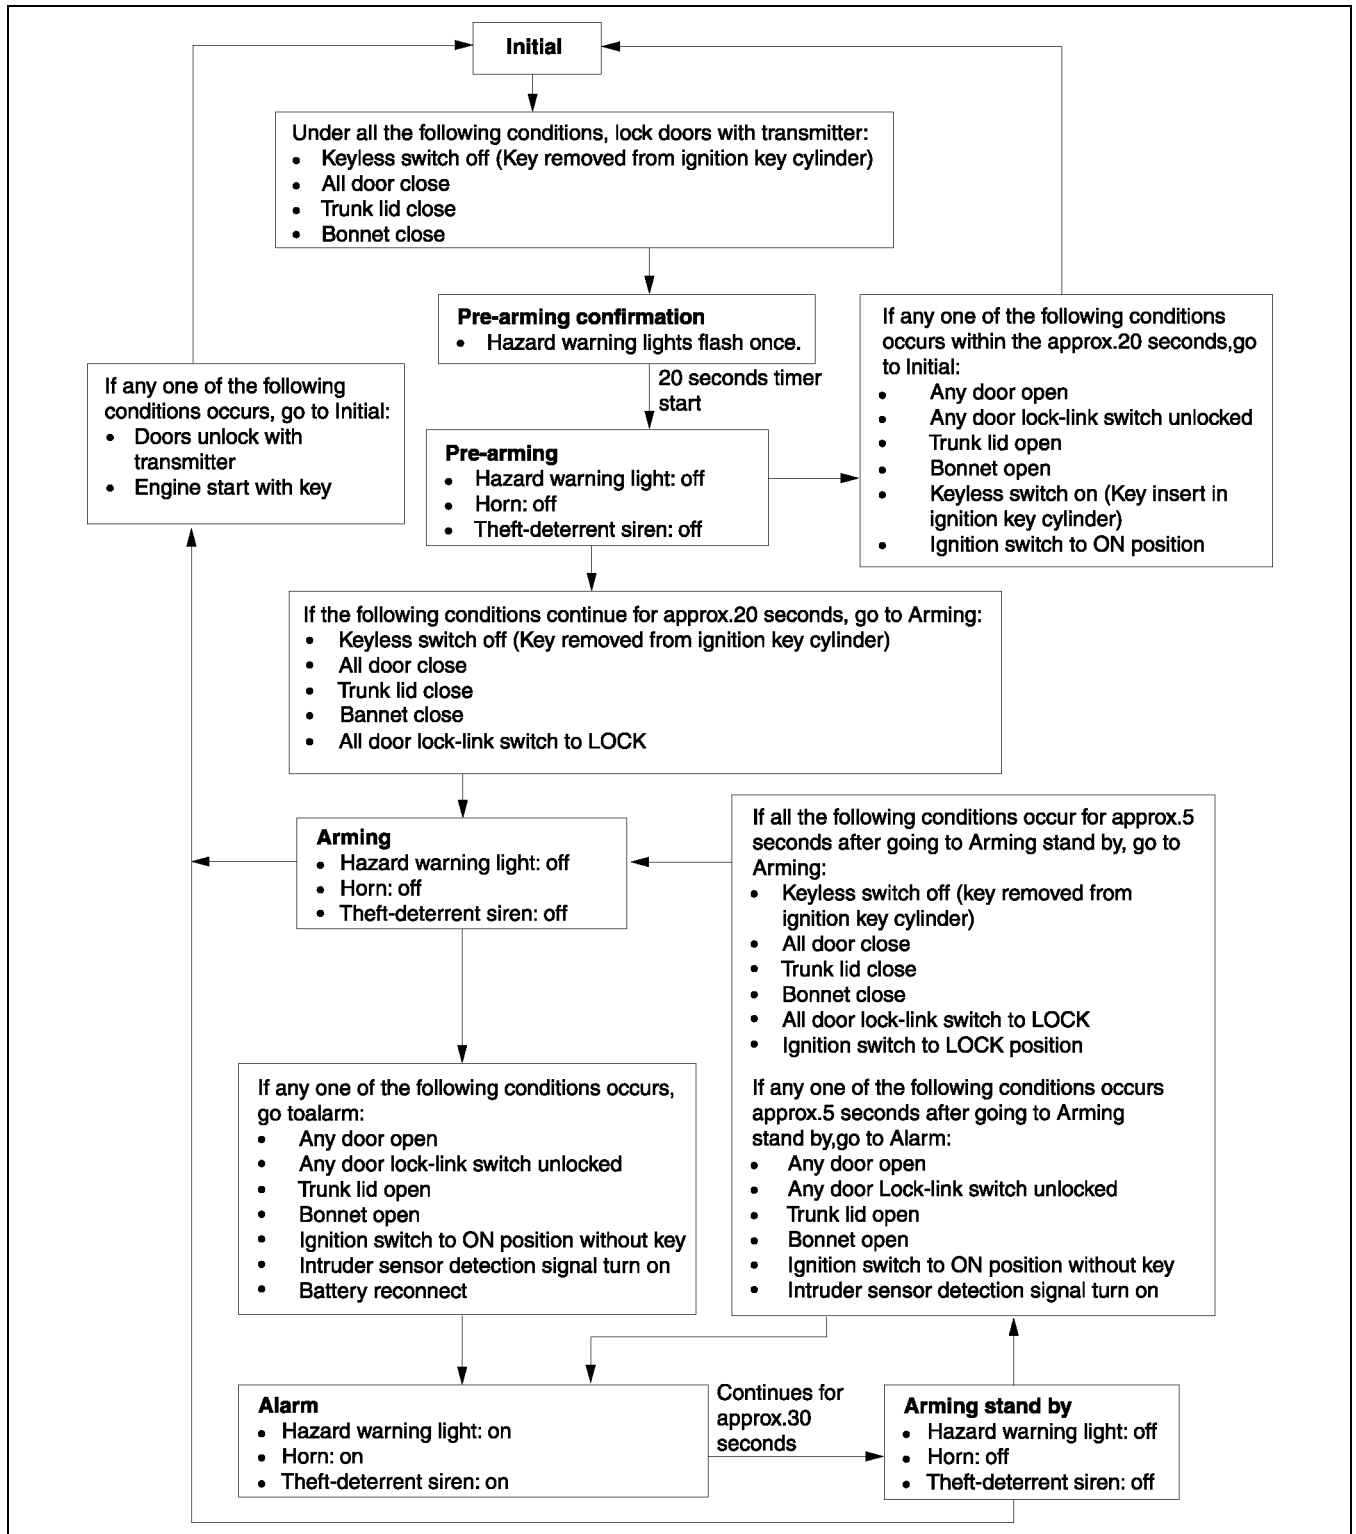 Initial
Under all the following conditions, lock doors with transmitter:
• Keyless switch off (Key removed from ignition key cylinder)
• All door close
• Trunk lid close
• Bonnet close
Pre-arming confirmation
• Hazard warning lights flash once.
If any one of the following conditions
occurs within the approx.20 seconds,go
to Initial:
• Any door open
• Any door lock-link switch unlocked
• Trunk lid open
• Bonnet open
• Keyless switch on (Key insert in
ignition key cylinder)
• Ignition switch to ON position
If any one of the following
conditions occurs, go to Initial:
• Doors unlock with
transmitter
• Engine start with key
20 seconds timer
start
Pre-arming
• Hazard warning light: off
• Horn: off
• Theft-deterrent siren: off
If the following conditions continue for approx.20 seconds, go to Arming:
• Keyless switch off (Key removed from ignition key cylinder)
• All door close
• Trunk lid close
• Bannet close
• All door lock-link switch to LOCK
Arming
• Hazard warning light: off
• Horn: off
• Theft-deterrent siren: off
If all the following conditions occur for approx.5
seconds after going to Arming stand by, go to
Arming:
• Keyless switch off (key removed from
ignition key cylinder)
• All door close
• Trunk lid close
• Bonnet close
• All door lock-link switch to LOCK
• Ignition switch to LOCK position
If any one of the following conditions occurs
approx.5 seconds after going to Arming
stand by,go to Alarm:
• Any door open
• Any door Lock-link switch unlocked
• Trunk lid open
• Bonnet open
• Ignition switch to ON position without key
• Intruder sensor detection signal turn on
If any one of the following conditions occurs,
go toalarm:
• Any door open
• Any door lock-link switch unlocked
• Trunk lid open
• Bonnet open
• Ignition switch to ON position without key
• Intruder sensor detection signal turn on
• Battery reconnect
Alarm
• Hazard warning light: on
• Horn: on
• Theft-deterrent siren: on
Continues for
approx.30
seconds
Arming stand by
• Hazard warning light: off
• Horn: off
• Theft-deterrent siren: off